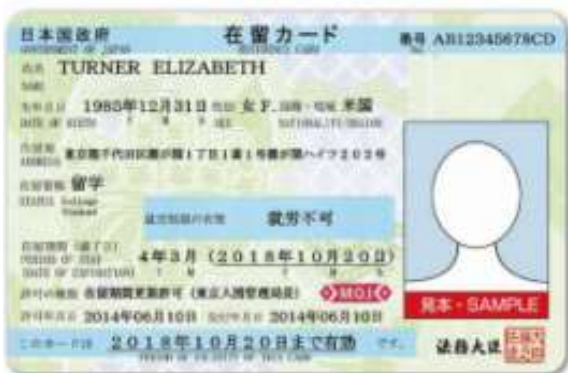 日本国政府 在留カード 番号 AB12345678CD
GOVERNMENT OF JAPAN RESIDENCE CARD NO.
氏名 TURNER ELIZABETH
NAME
生年月日 1985年12月31日 性別 女 F. 国籍・地域 米国
DATE OF BIRTH Y M D SEX NATIONALITY/REGION
住居地 東京都千代田区霞が関1丁目1番1号霞が関ハイツ202号
ADDRESS
在留資格 留学
STATUS College
Student
就労制限の有無 就労不可
在留期間(満了日)
PERIOD OF STAY 4年3月(2018年10月20日)
(DATE OF EXPIRATION) Y M Y M D
許可の種類 在留期間更新許可(東京入国管理局長) MOJ
見本・SAMPLE
許可年月日 2014年06月10日 交付年月日 2014年06月10日
このカードは 2018年10月20日まで有効 です。
PERIOD OF VALIDITY OF THIS CARD
法務大臣